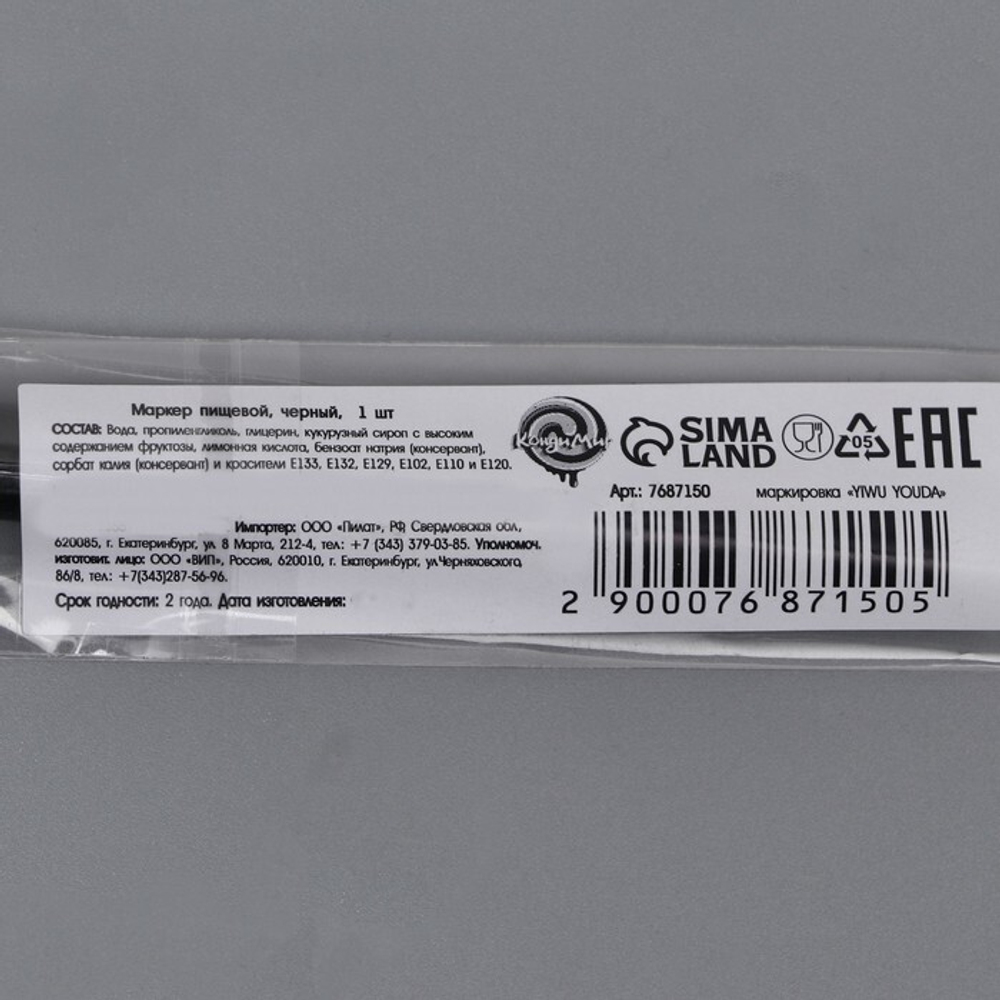 Маркер пищевой, черный, 1 шт
СОСТАВ: Вода, пропиленгликоль, глицерин, кукурузный сироп с высоким
содержанием фруктозы, лимонная кислота, бензоат натрия (консервант),
сорбат калия (консервант) и красители Е133, Е132, Е129, Е102, Е110 и Е120.
Импортер: ООО «Пилат», РФ, Свердловская обл.,
620085, г. Екатеринбург, ул. 8 Марта, 212-4, тел.: +7 (343) 379-03-85. Уполномоч.
изготовит. лицо: ООО «ВИП», Россия, 620010, г. Екатеринбург, ул.Черняховского,
86/8, тел.: +7(343)287-56-96.
Срок годности: 2 года. Дата изготовления:
КондиМир
SIMA
LAND
05
EAC
Арт.: 7687150 маркировка «YIWU YOUDA»
2 900076 871505